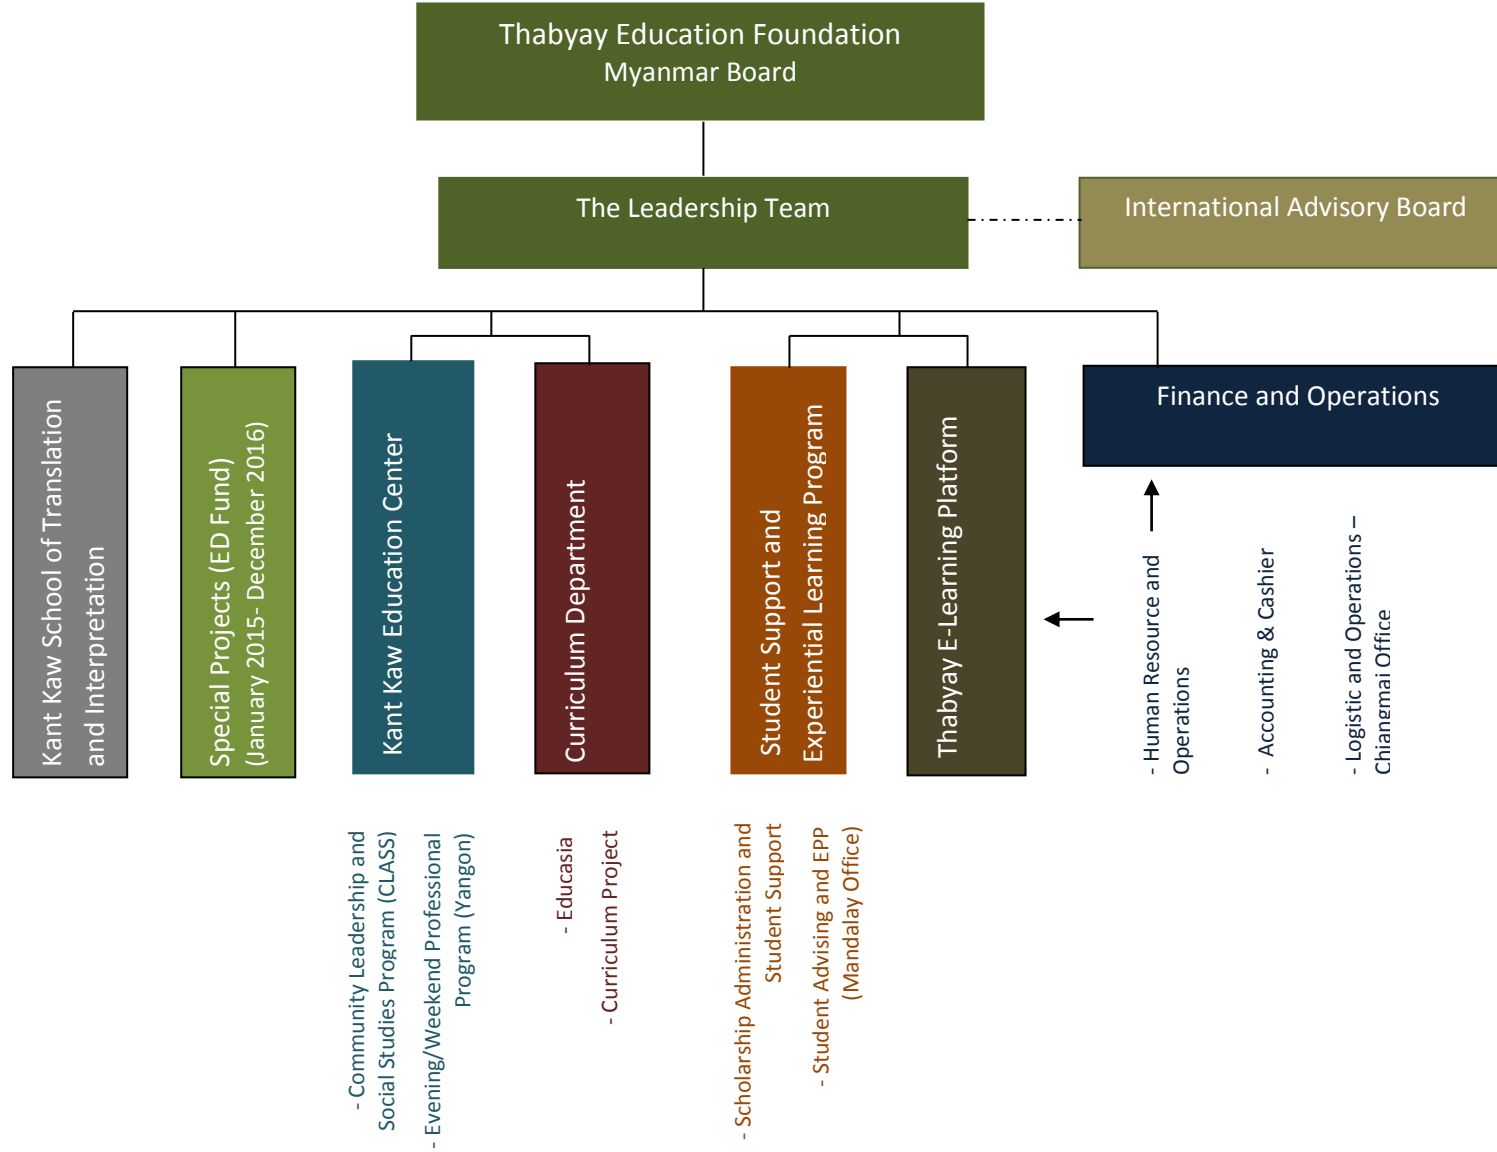 Thabyay Education Foundation
Myanmar Board
The Leadership Team
International Advisory Board
Kant Kaw School of Translation
and Interpretation
Special Projects (ED Fund)
(January 2015- December 2016)
Kant Kaw Education Center
Curriculum Department
Student Support and
Experiential Learning Program
Thabyay E-Learning Platform
Finance and Operations
- Human Resource and
Operations
- Accounting & Cashier
- Logistic and Operations –
Chiangmai Office
- Community Leadership and
Social Studies Program (CLASS)
- Evening/Weekend Professional
Program (Yangon)
- Educasia
- Curriculum Project
- Scholarship Administration and
Student Support
- Student Advising and EPP
(Mandalay Office)